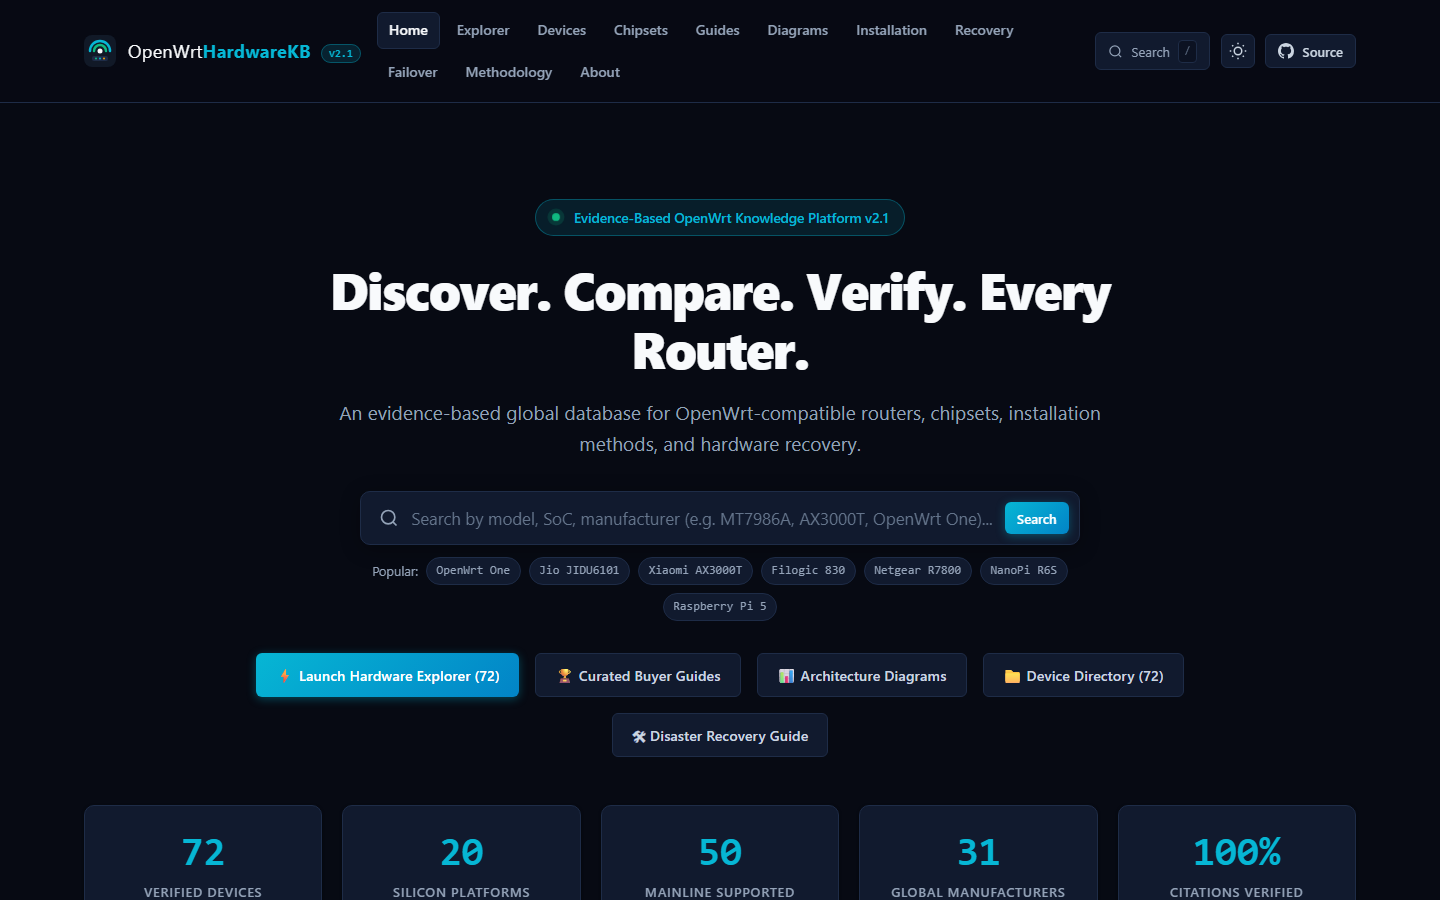 OpenWrtHardwareKB v2.1
Home Explorer Devices Chipsets Guides Diagrams Installation Recovery
Failover Methodology About
Search /
Source
Evidence-Based OpenWrt Knowledge Platform v2.1
Discover. Compare. Verify. Every
Router.
An evidence-based global database for OpenWrt-compatible routers, chipsets, installation
methods, and hardware recovery.
Search by model, SoC, manufacturer (e.g. MT7986A, AX3000T, OpenWrt One)...
Search
Popular: OpenWrt One Jio JIDU6101 Xiaomi AX3000T Filogic 830 Netgear R7800 NanoPi R6S
Raspberry Pi 5
Launch Hardware Explorer (72)
Curated Buyer Guides
Architecture Diagrams
Device Directory (72)
Disaster Recovery Guide
72
VERIFIED DEVICES
20
SILICON PLATFORMS
50
MAINLINE SUPPORTED
31
GLOBAL MANUFACTURERS
100%
CITATIONS VERIFIED